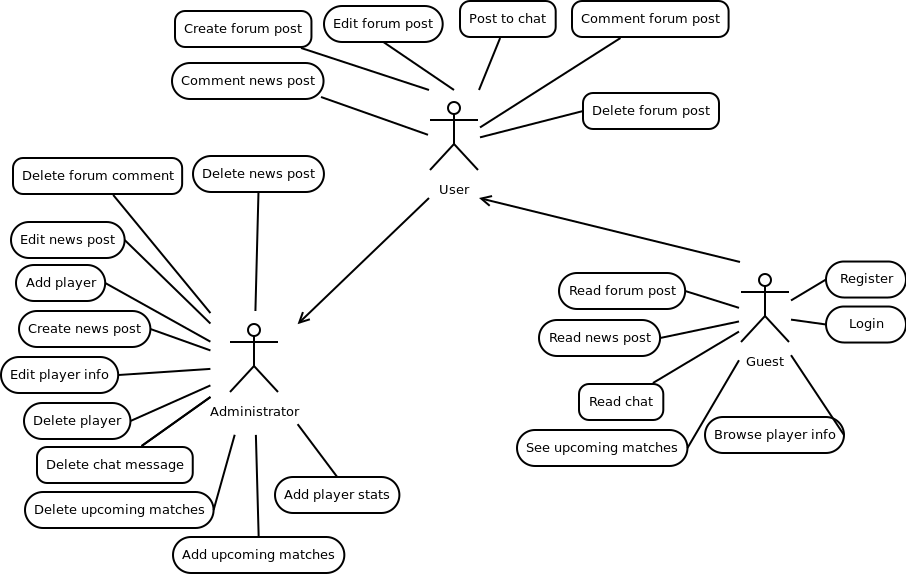 Create forum post
Edit forum post
Post to chat
Comment forum post
Comment news post
Delete forum post
User
Delete forum comment
Delete news post
Edit news post
Add player
Create news post
Edit player info
Delete player
Delete chat message
Delete upcoming matches
Add upcoming matches
Add player stats
Administrator
Read forum post
Read news post
Read chat
See upcoming matches
Browse player info
Guest
Register
Login